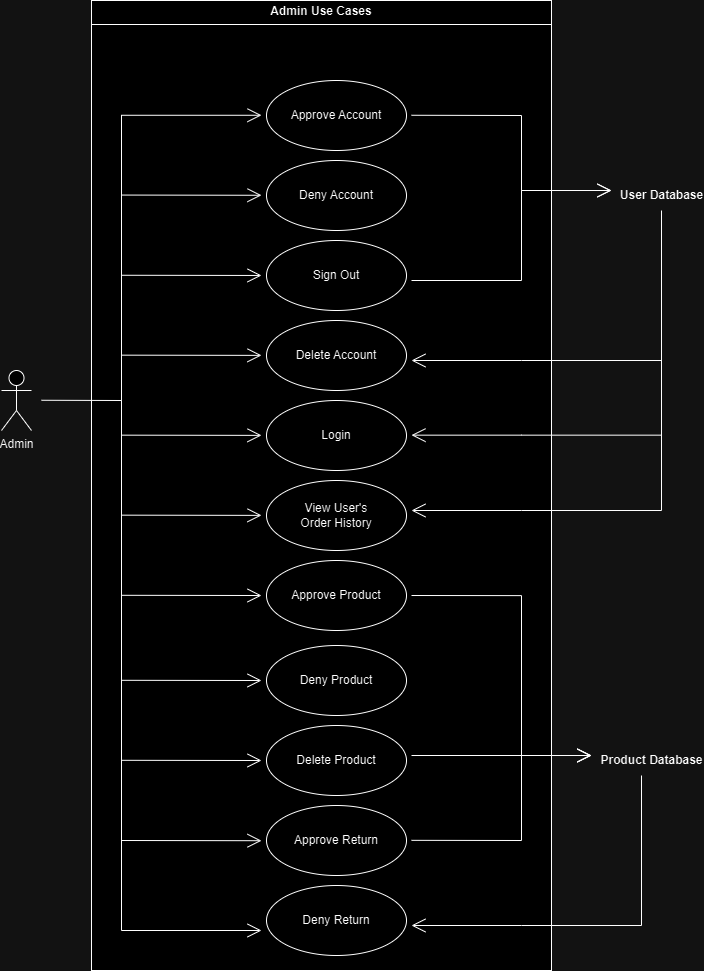 Admin Use Cases
Approve Account
Deny Account
User Database
Sign Out
Delete Account
Admin
Login
View User's
Order History
Approve Product
Deny Product
Delete Product
Product Database
Approve Return
Deny Return